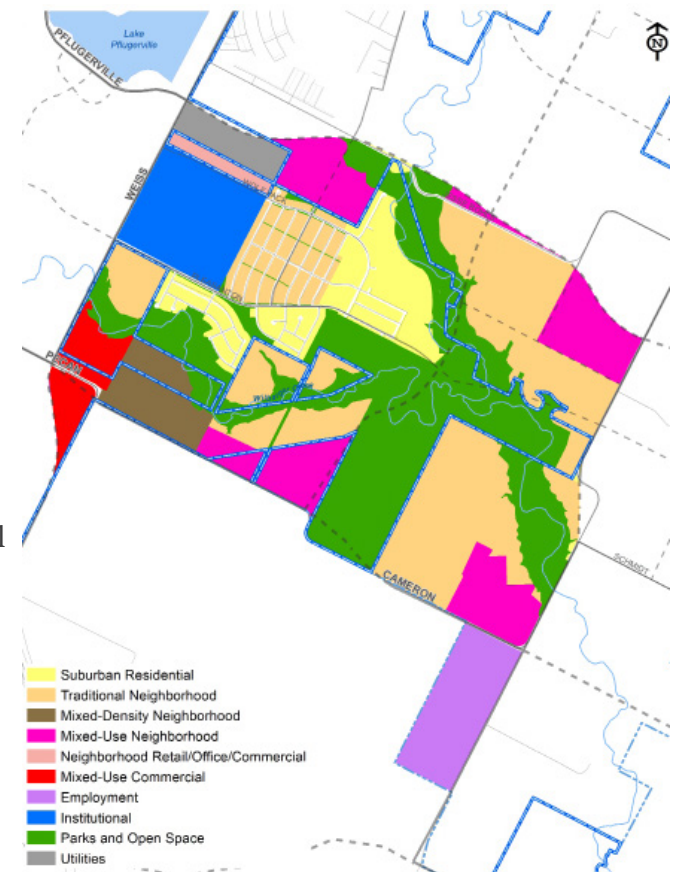 Lake
Pflugerville
PFLUGERVILLE
N
WEISS
PECAN
CAMERON
SCHMIDT
Suburban Residential
Traditional Neighborhood
Mixed-Density Neighborhood
Mixed-Use Neighborhood
Neighborhood Retail/Office/Commercial
Mixed-Use Commercial
Employment
Institutional
Parks and Open Space
Utilities